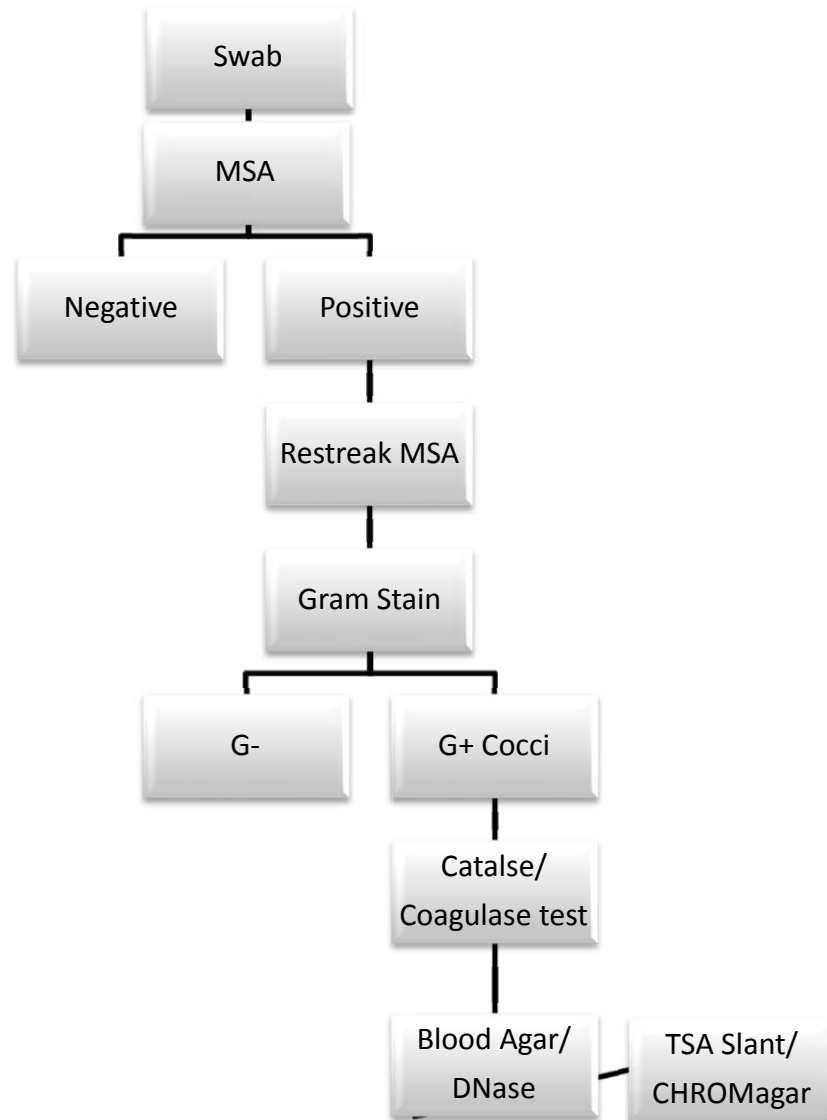 Swab
MSA
Negative
Positive
Restreak MSA
Gram Stain
G-
G+ Cocci
Catalse/
Coagulase test
Blood Agar/
DNase
TSA Slant/
CHROMagar